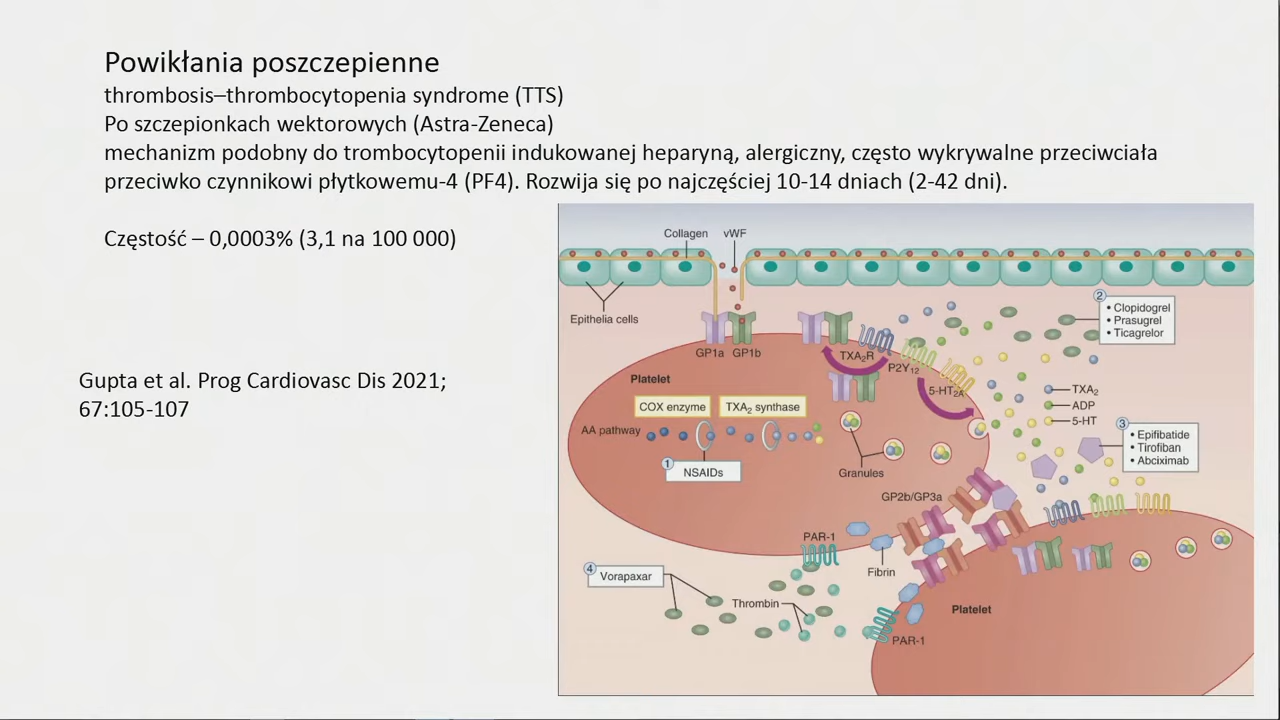 Powikłania poszczepienne
thrombosis–thrombocytopenia syndrome (TTS)
Po szczepionkach wektorowych (Astra-Zeneca)
mechanizm podobny do trombocytopenii indukowanej heparyną, alergiczny, często wykrywalne przeciwciała
przeciwko czynnikowi płytkowemu-4 (PF4). Rozwija się po najczęściej 10-14 dniach (2-42 dni).
Częstość – 0,0003% (3,1 na 100 000)
Gupta et al. Prog Cardiovasc Dis 2021;
67:105-107
Collagen
vWF
Epithelia cells
GP1a
GP1b
TXA₂R
P2Y₁₂
5-HT₂A
2
• Clopidogrel
• Prasugrel
• Ticagrelor
Platelet
COX enzyme
TXA₂ synthase
AA pathway
1
NSAIDs
Granules
TXA₂
ADP
5-HT
3
• Epifibatide
• Tirofiban
• Abciximab
GP2b/GP3a
PAR-1
Fibrin
4
Vorapaxar
Thrombin
Platelet
PAR-1